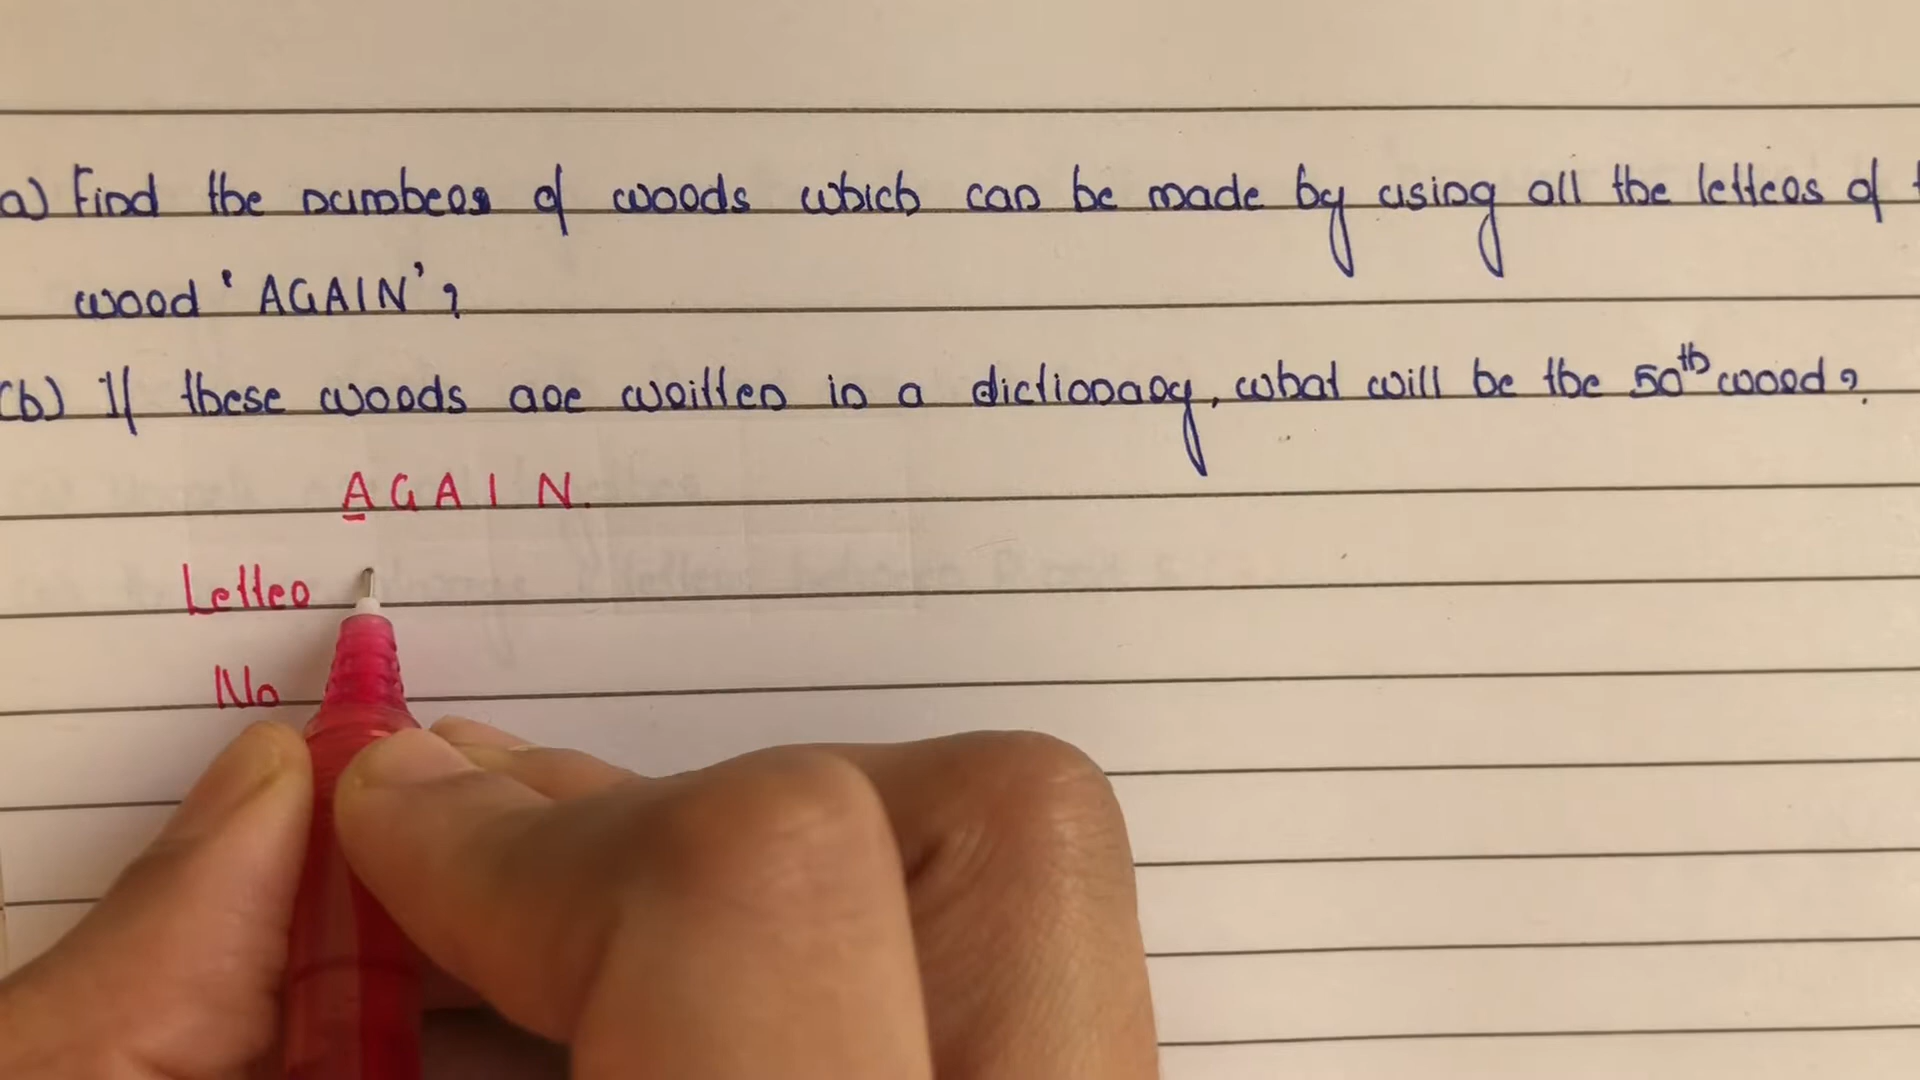 a) Find the numbers of words which can be made by using all the letters of
word 'AGAIN'?
(b) If these words are written in a dictionary, what will be the 50th word?
A G A I N.
Letter
No